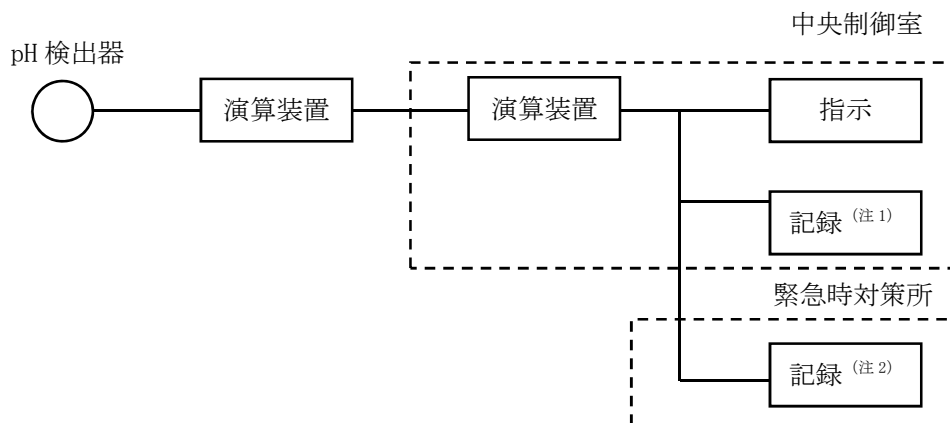 中央制御室
pH 検出器
演算装置
演算装置
指示
記録（注 1）
緊急時対策所
記録（注 2）